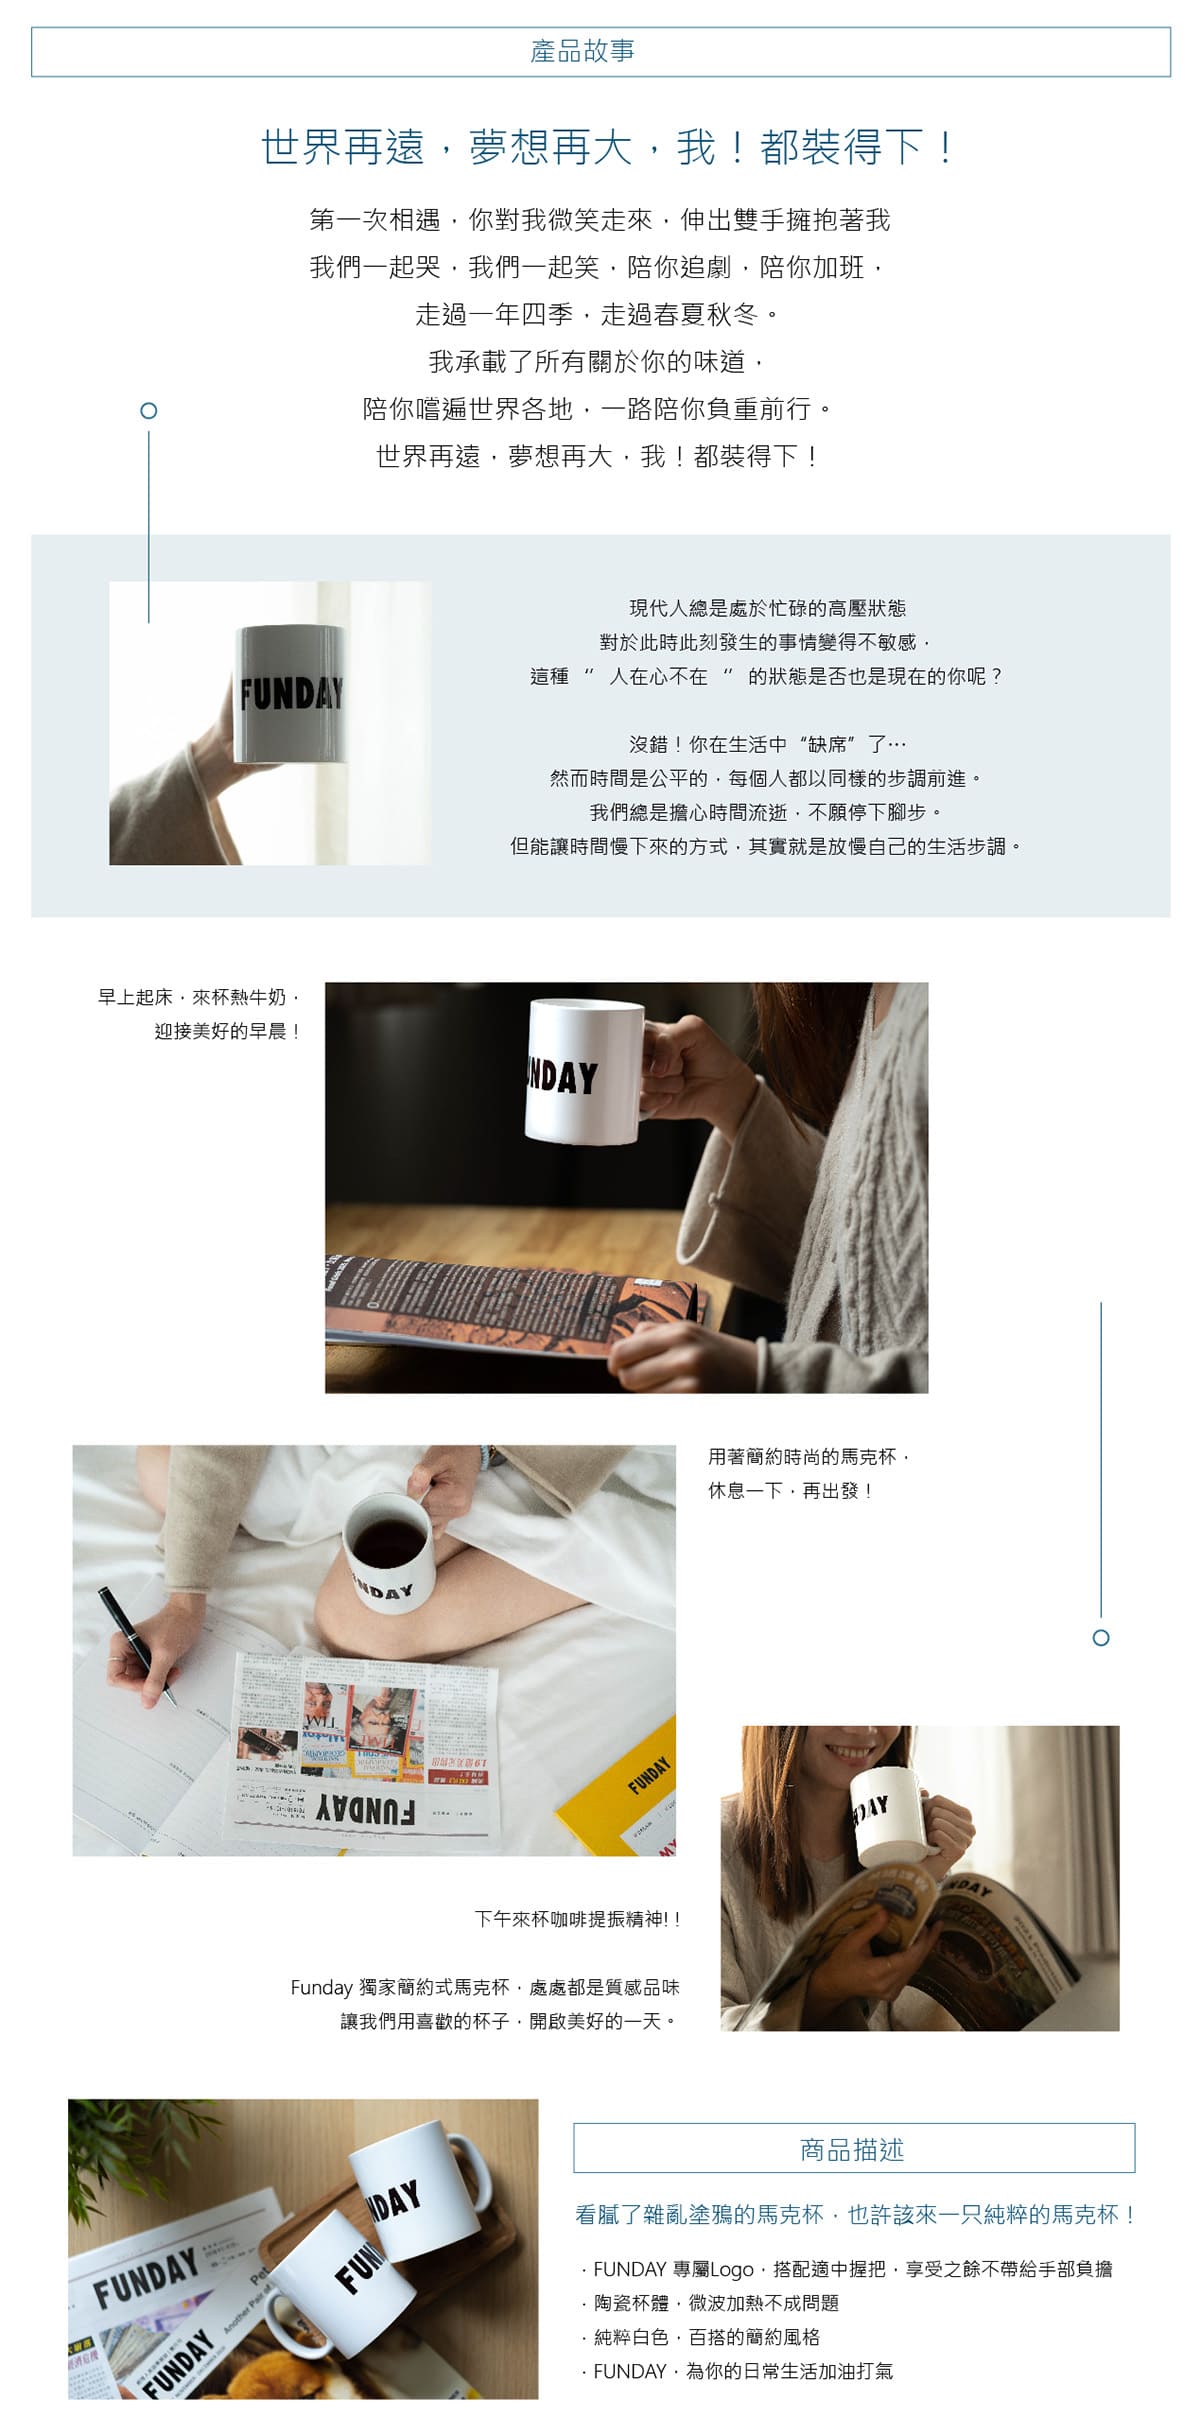 產品故事
世界再遠，夢想再大，我！都裝得下！
第一次相遇，你對我微笑走來，伸出雙手擁抱著我
我們一起哭，我們一起笑，陪你追劇，陪你加班，
走過一年四季，走過春夏秋冬。
我承載了所有關於你的味道，
陪你嚐遍世界各地，一路陪你負重前行。
世界再遠，夢想再大，我！都裝得下！
FUNDAY
現代人總是處於忙碌的高壓狀態
對於此時此刻發生的事情變得不敏感，
這種 “ 人在心不在 “ 的狀態是否也是現在的你呢？
沒錯！你在生活中“缺席”了…
然而時間是公平的，每個人都以同樣的步調前進。
我們總是擔心時間流逝，不願停下腳步。
但能讓時間慢下來的方式，其實就是放慢自己的生活步調。
早上起床，來杯熱牛奶，
迎接美好的早晨！
NDAY
用著簡約時尚的馬克杯，
休息一下，再出發！
NDAY
FUNDAY
FUNDAY
DAY
NDAY
下午來杯咖啡提振精神!！
Funday 獨家簡約式馬克杯，處處都是質感品味
讓我們用喜歡的杯子，開啟美好的一天。
NDAY
FUN
FUNDAY
Another Pair
FUNDAY
商品描述
看膩了雜亂塗鴉的馬克杯，也許該來一只純粹的馬克杯！
．FUNDAY 專屬Logo，搭配適中握把，享受之餘不帶給手部負擔
．陶瓷杯體，微波加熱不成問題
．純粹白色，百搭的簡約風格
．FUNDAY，為你的日常生活加油打氣